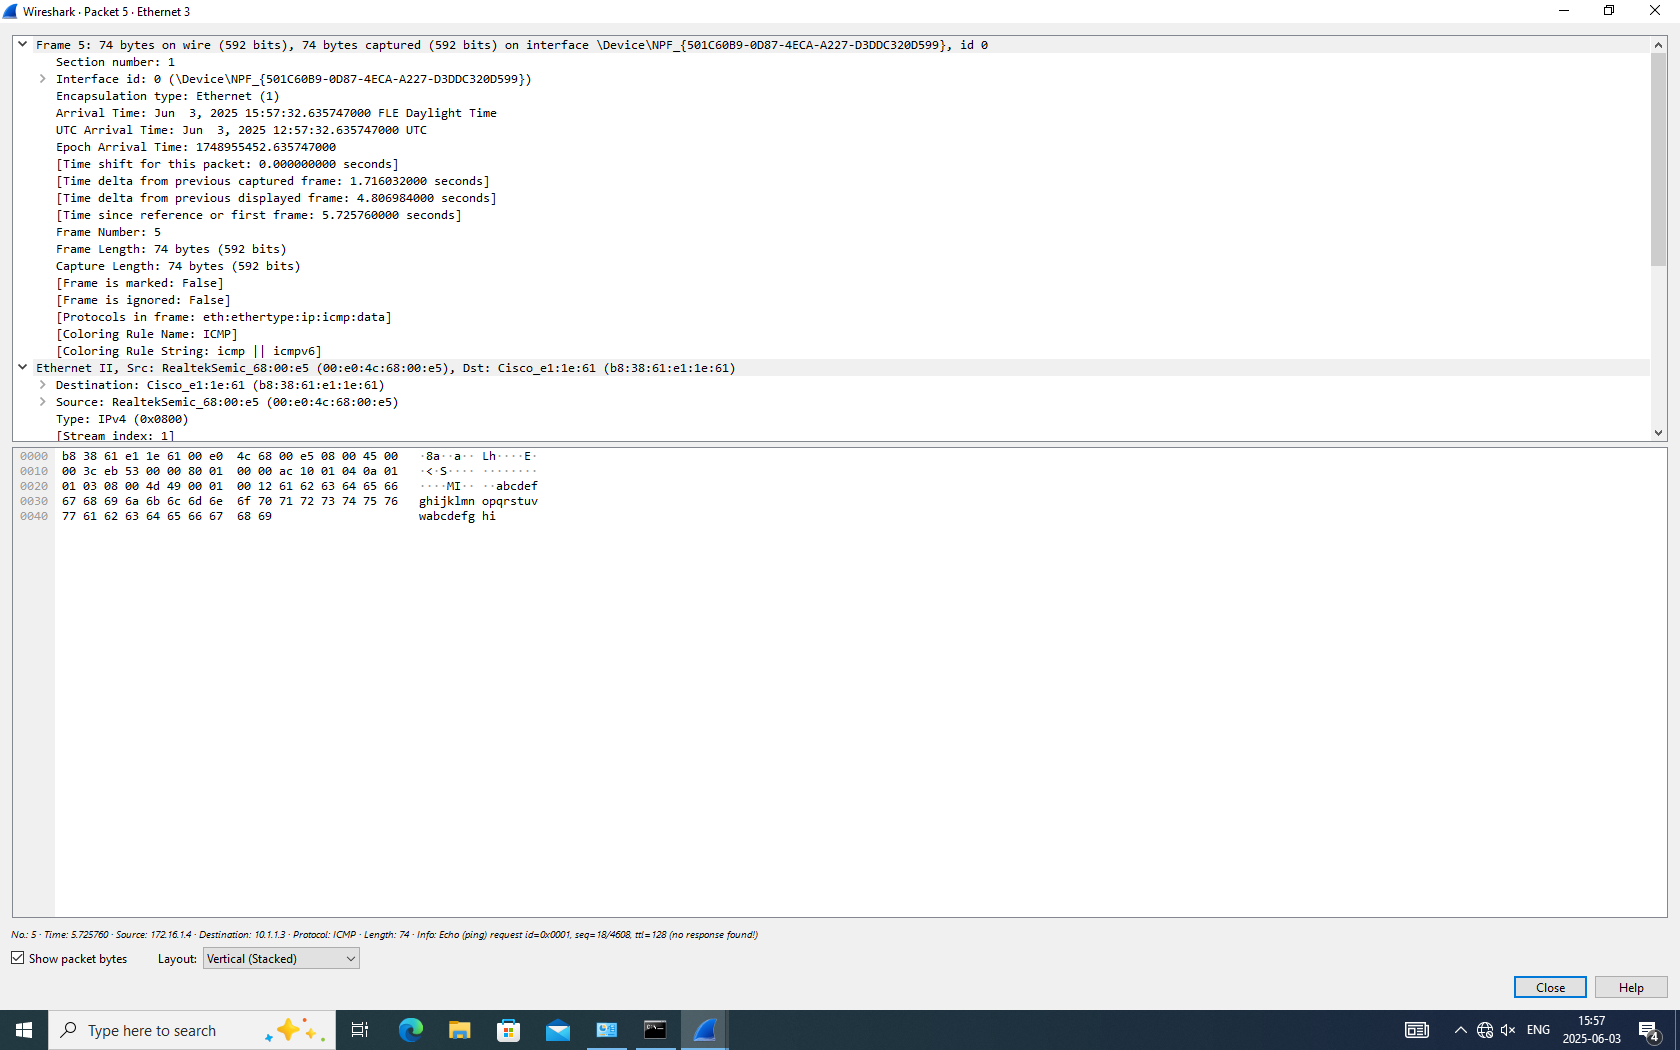 Wireshark · Packet 5 · Ethernet 3
Frame 5: 74 bytes on wire (592 bits), 74 bytes captured (592 bits) on interface \Device\NPF_{501C60B9-0D87-4ECA-A227-D3DDC320D599}, id 0
Section number: 1
Interface id: 0 (\Device\NPF_{501C60B9-0D87-4ECA-A227-D3DDC320D599})
Encapsulation type: Ethernet (1)
Arrival Time: Jun  3, 2025 15:57:32.635747000 FLE Daylight Time
UTC Arrival Time: Jun  3, 2025 12:57:32.635747000 UTC
Epoch Arrival Time: 1748955452.635747000
[Time shift for this packet: 0.000000000 seconds]
[Time delta from previous captured frame: 1.716032000 seconds]
[Time delta from previous displayed frame: 4.806984000 seconds]
[Time since reference or first frame: 5.725760000 seconds]
Frame Number: 5
Frame Length: 74 bytes (592 bits)
Capture Length: 74 bytes (592 bits)
[Frame is marked: False]
[Frame is ignored: False]
[Protocols in frame: eth:ethertype:ip:icmp:data]
[Coloring Rule Name: ICMP]
[Coloring Rule String: icmp || icmpv6]
Ethernet II, Src: RealtekSemic_68:00:e5 (00:e0:4c:68:00:e5), Dst: Cisco_e1:1e:61 (b8:38:61:e1:1e:61)
Destination: Cisco_e1:1e:61 (b8:38:61:e1:1e:61)
Source: RealtekSemic_68:00:e5 (00:e0:4c:68:00:e5)
Type: IPv4 (0x0800)
[Stream index: 1]
0000 b8 38 61 e1 1e 61 00 e0 4c 68 00 e5 08 00 45 00 ·8a··a·· Lh····E·
0010 00 3c eb 53 00 00 80 01 00 00 ac 10 01 04 0a 01 ·<·S···· ········
0020 01 03 08 00 4d 49 00 01 00 12 61 62 63 64 65 66 ····MI·· ··abcdef
0030 67 68 69 6a 6b 6c 6d 6e 6f 70 71 72 73 74 75 76 ghijklmn opqrstuv
0040 77 61 62 63 64 65 66 67 68 69 wabcdefg hi
No.: 5 · Time: 5.725760 · Source: 172.16.1.4 · Destination: 10.1.1.3 · Protocol: ICMP · Length: 74 · Info: Echo (ping) request id=0x0001, seq=18/4608, ttl=128 (no response found!)
Show packet bytes Layout: Vertical (Stacked)
Close Help
Type here to search ENG 15:57
2025-06-03 4